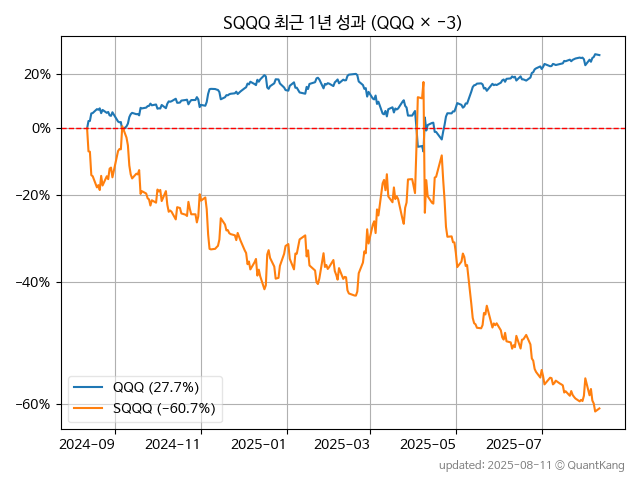 SQQQ 최근 1년 성과 (QQQ × −3)
20%
0%
−20%
−40%
−60%
QQQ (27.7%)
SQQQ (−60.7%)
2024−09
2024−11
2025−01
2025−03
2025−05
2025−07
updated: 2025-08-11 © QuantKang